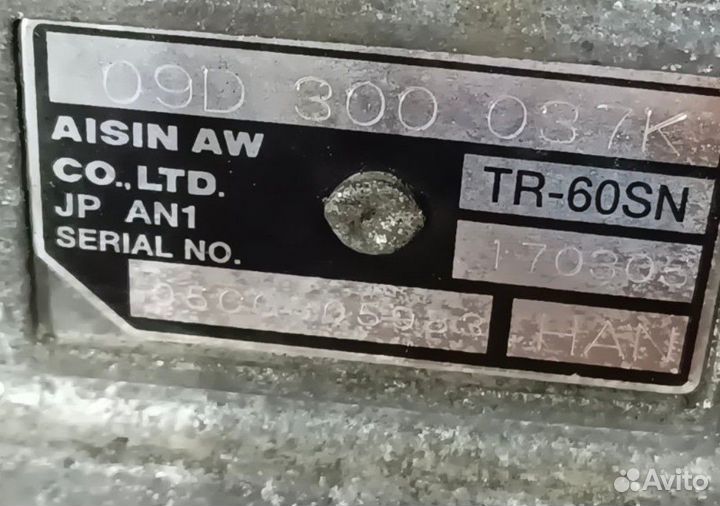 09D 300 037K
AISIN AW
CO.,LTD.
JP AN1
SERIAL NO.
TR-60SN
170305
HAN
Avito